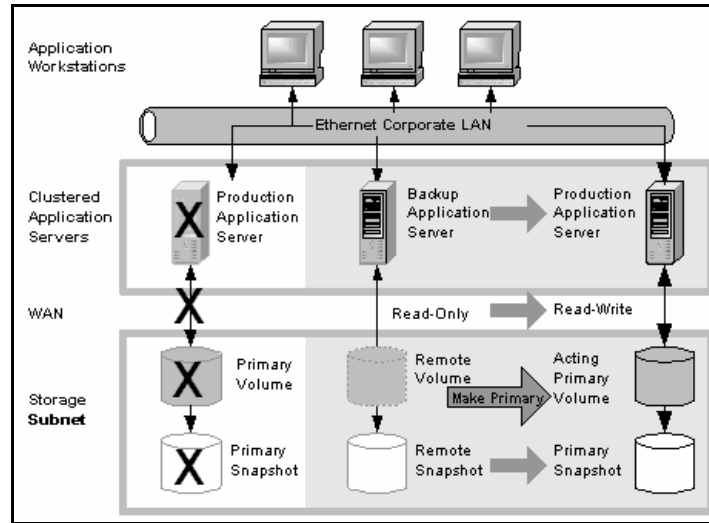 Application
Workstations
Ethernet Corporate LAN
Clustered
Application
Servers
Production
Application
Server
Backup
Application
Server
Production
Application
Server
WAN
Read-Only
Read-Write
Storage
Subnet
Primary
Volume
Remote
Volume
Make Primary
Acting
Primary
Volume
Primary
Snapshot
Remote
Snapshot
Primary
Snapshot